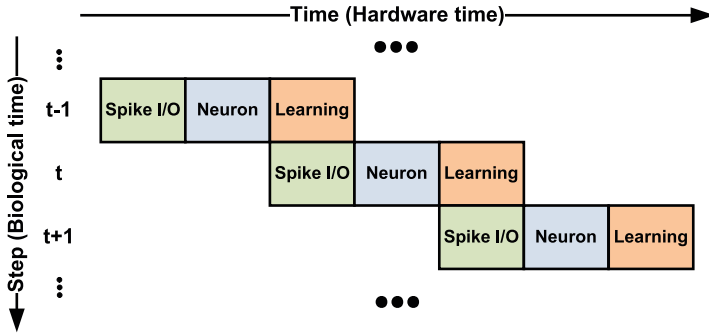 Time (Hardware time)
Step (Biological time)
t-1
Spike I/O Neuron Learning
t
Spike I/O Neuron Learning
t+1
Spike I/O Neuron Learning